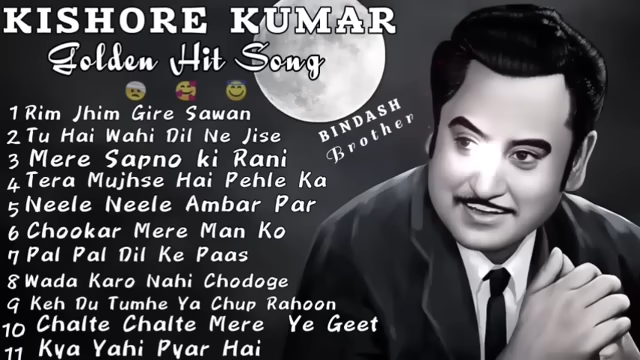 KISHORE KUMAR
Golden Hit Song
BINDASH
Brother
1 Rim Jhim Gire Sawan
2 Tu Hai Wahi Dil Ne Jise
3 Mere Sapno ki Rani
4 Tera Mujhse Hai Pehle Ka
5 Neele Neele Ambar Par
6 Chookar Mere Man Ko
7 Pal Pal Dil Ke Paas
8 Wada Karo Nahi Chodoge
9 Keh Du Tumhe Ya Chup Rahoon
10 Chalte Chalte Mere Ye Geet
11 Kya Yahi Pyar Hai